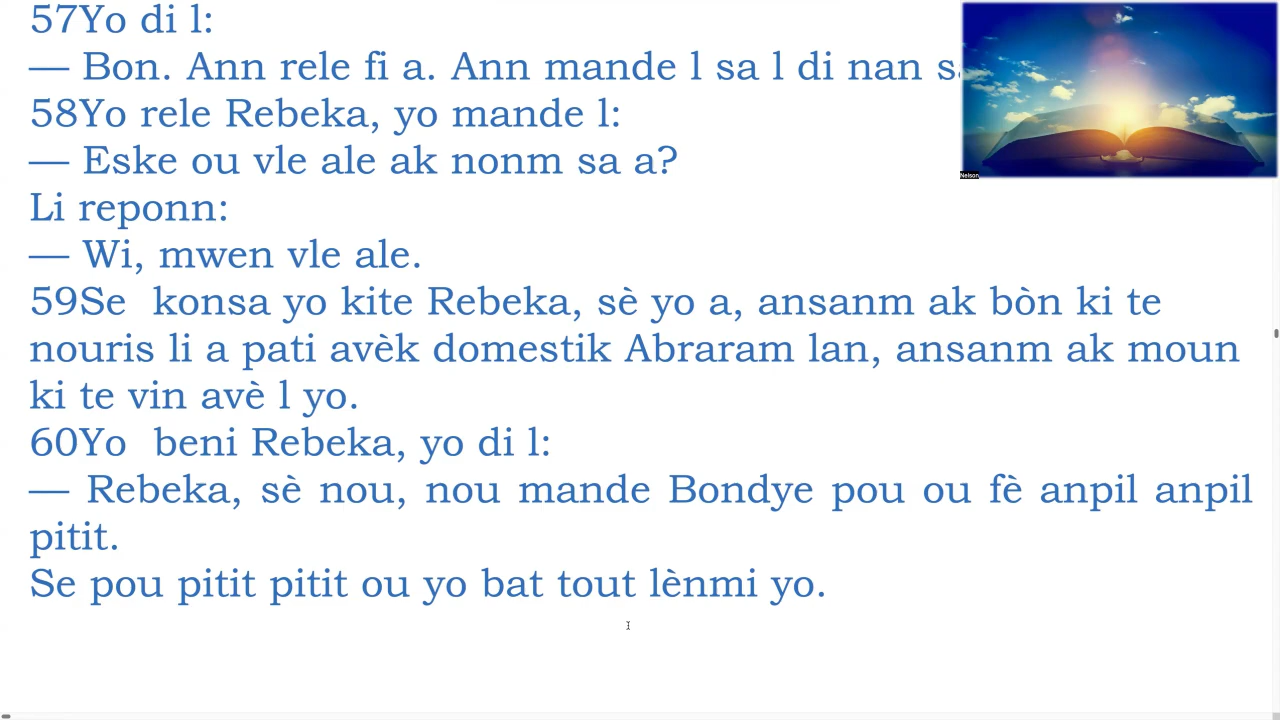 57Yo di l:
— Bon. Ann rele fi a. Ann mande l sa l di nan
58Yo rele Rebeka, yo mande l:
— Eske ou vle ale ak nonm sa a?
Li reponn:
— Wi, mwen vle ale.
59Se  konsa yo kite Rebeka, sè yo a, ansanm ak bòn ki te
nouris li a pati avèk domestik Abraram lan, ansanm ak moun
ki te vin avè l yo.
60Yo  beni Rebeka, yo di l:
— Rebeka, sè nou, nou mande Bondye pou ou fè anpil anpil
pitit.
Se pou pitit pitit ou yo bat tout lènmi yo.
Nelson